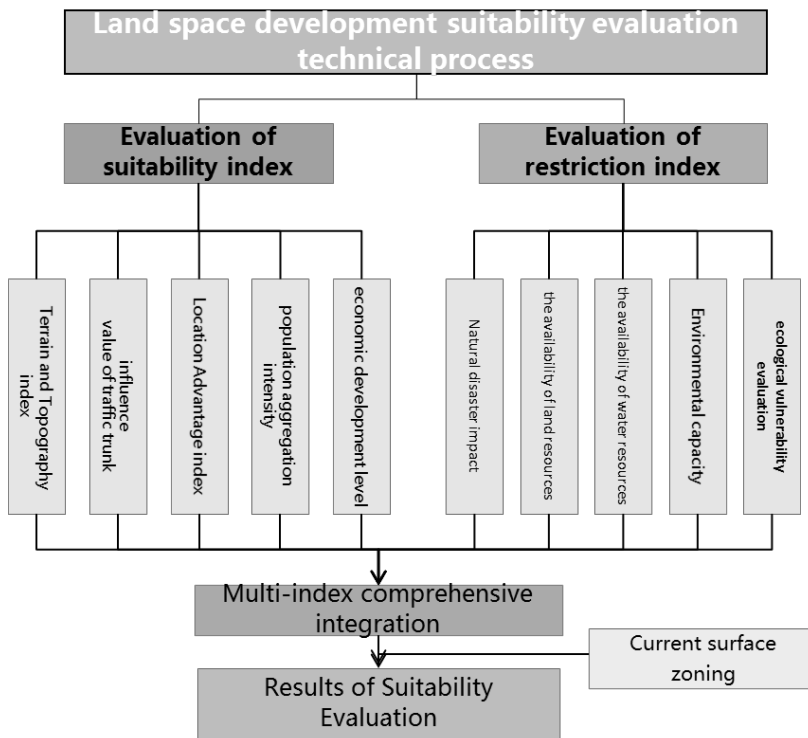 Land space development suitability evaluation
technical process
Evaluation of
suitability index
Evaluation of
restriction index
Terrain and Topography
index
influence
value of traffic trunk
Location Advantage index
population aggregation
intensity
economic development level
Natural disaster impact
the availability of land resources
the availability of water resources
Environmental capacity
ecological vulnerability
evaluation
Multi-index comprehensive
integration
Current surface
zoning
Results of Suitability
Evaluation